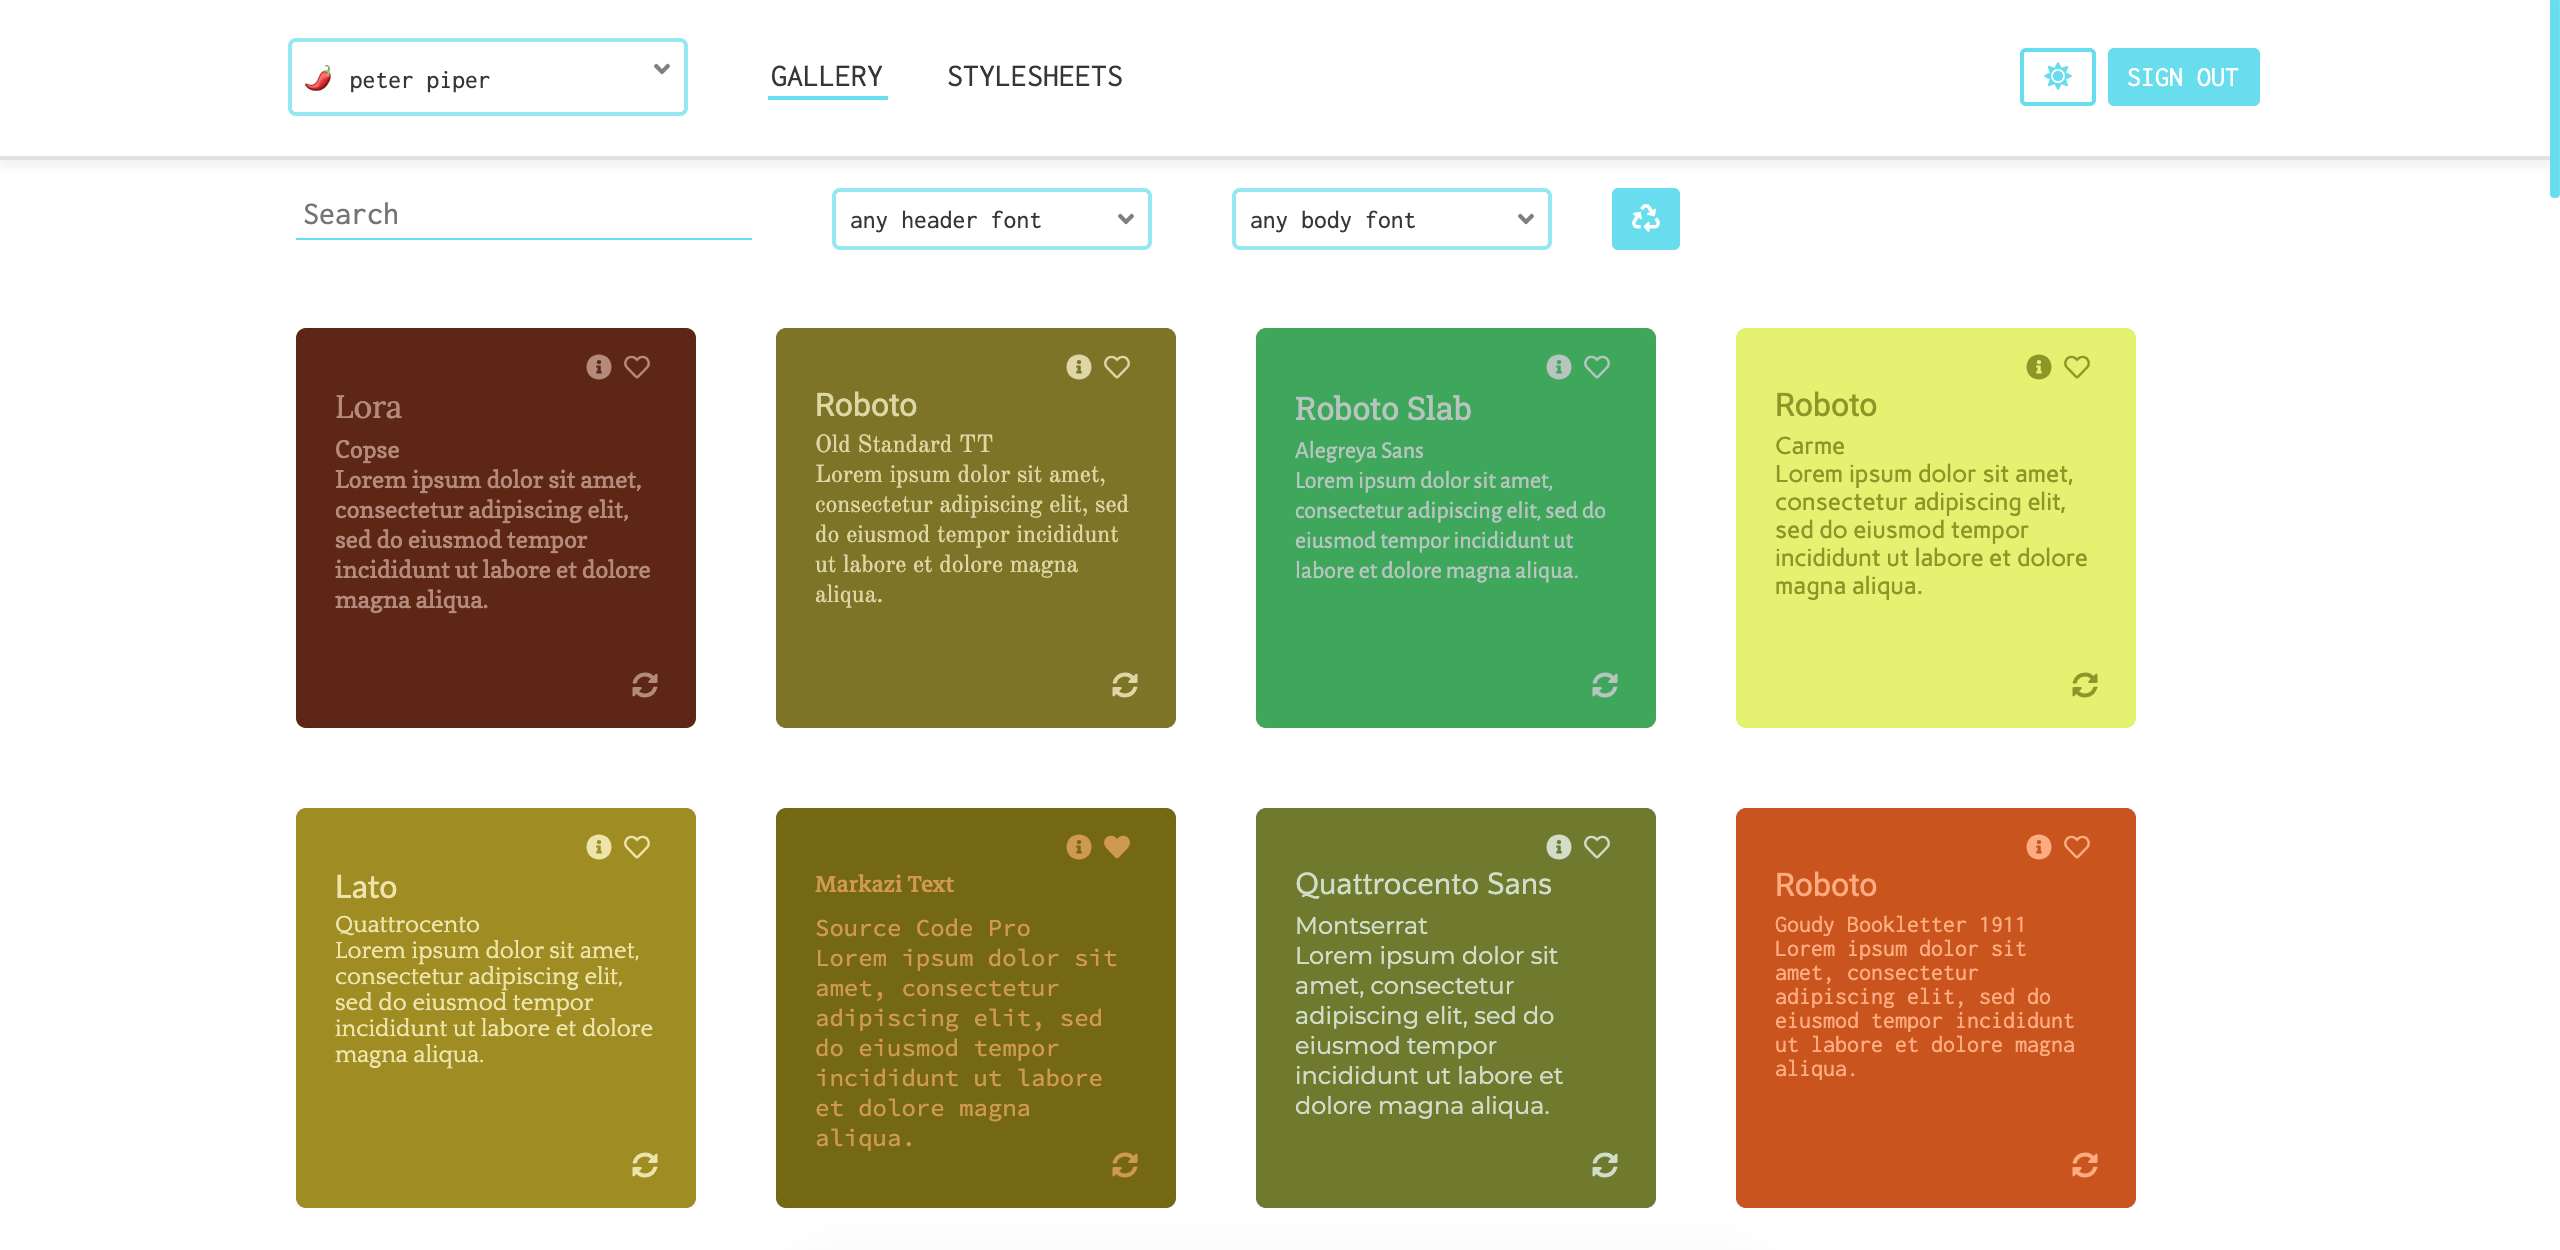 peter piper
GALLERY
STYLESHEETS
SIGN OUT
Search
any header font
any body font
Lora
Copse
Lorem ipsum dolor sit amet,
consectetur adipiscing elit,
sed do eiusmod tempor
incididunt ut labore et dolore
magna aliqua.
Roboto
Old Standard TT
Lorem ipsum dolor sit amet,
consectetur adipiscing elit, sed
do eiusmod tempor incididunt
ut labore et dolore magna
aliqua.
Roboto Slab
Alegreya Sans
Lorem ipsum dolor sit amet,
consectetur adipiscing elit, sed do
eiusmod tempor incididunt ut
labore et dolore magna aliqua.
Roboto
Carme
Lorem ipsum dolor sit amet,
consectetur adipiscing elit,
sed do eiusmod tempor
incididunt ut labore et dolore
magna aliqua.
Lato
Quattrocento
Lorem ipsum dolor sit amet,
consectetur adipiscing elit,
sed do eiusmod tempor
incididunt ut labore et dolore
magna aliqua.
Markazi Text
Source Code Pro
Lorem ipsum dolor sit
amet, consectetur
adipiscing elit, sed
do eiusmod tempor
incididunt ut labore
et dolore magna
aliqua.
Quattrocento Sans
Montserrat
Lorem ipsum dolor sit
amet, consectetur
adipiscing elit, sed do
eiusmod tempor
incididunt ut labore et
dolore magna aliqua.
Roboto
Goudy Bookletter 1911
Lorem ipsum dolor sit
amet, consectetur
adipiscing elit, sed do
eiusmod tempor incididunt
ut labore et dolore magna
aliqua.